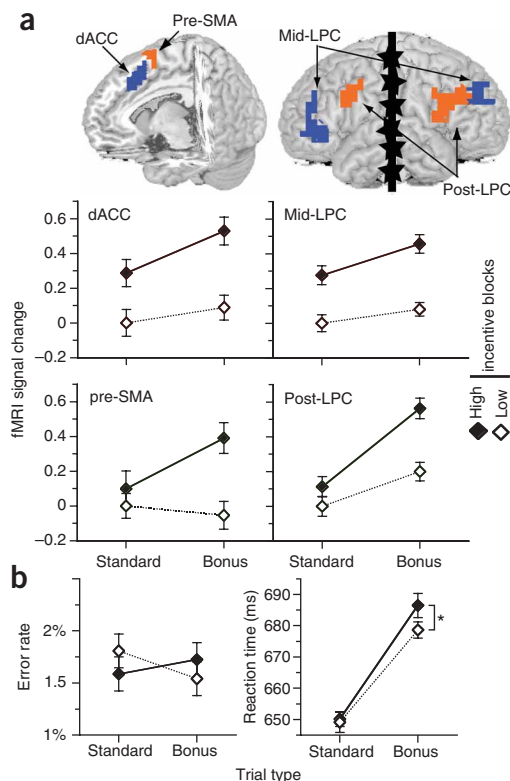 a
Pre-SMA
dACC
Mid-LPC
Post-LPC
0.6
dACC
Mid-LPC
0.4
0.2
0
–0.2
fMRI signal change
pre-SMA
Post-LPC
0.4
0.2
0
–0.2
Standard
Bonus
Standard
Bonus
incentive blocks
High
Low
b
2%
1.5
1%
Error rate
Standard
Bonus
690
680
670
660
650
Reaction time (ms)
*
Standard
Bonus
Trial type